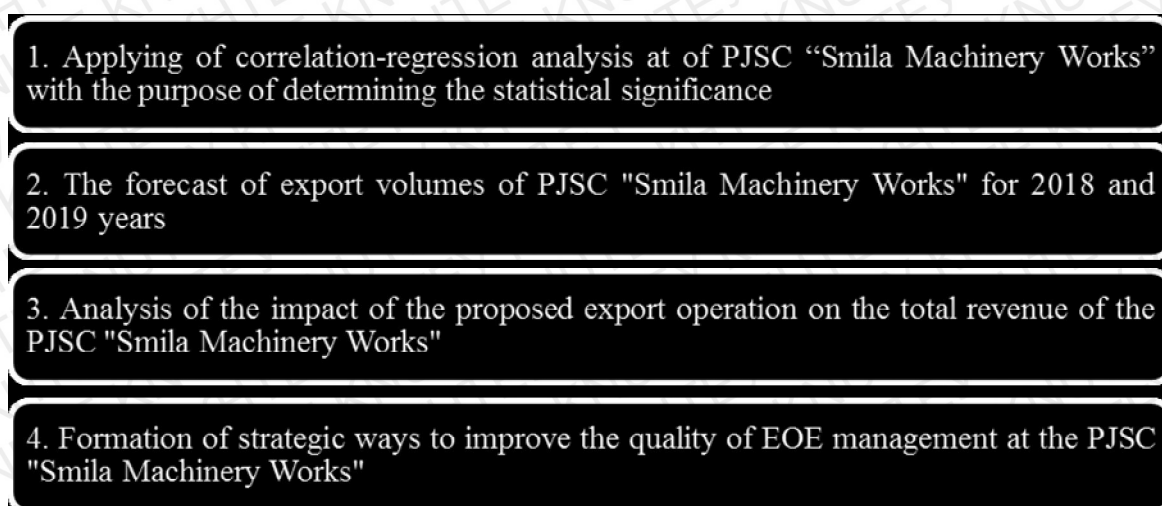 1. Applying of correlation-regression analysis at of PJSC “Smila Machinery Works”
with the purpose of determining the statistical significance
2. The forecast of export volumes of PJSC "Smila Machinery Works" for 2018 and
2019 years
3. Analysis of the impact of the proposed export operation on the total revenue of the
PJSC "Smila Machinery Works"
4. Formation of strategic ways to improve the quality of EOE management at the PJSC
"Smila Machinery Works"